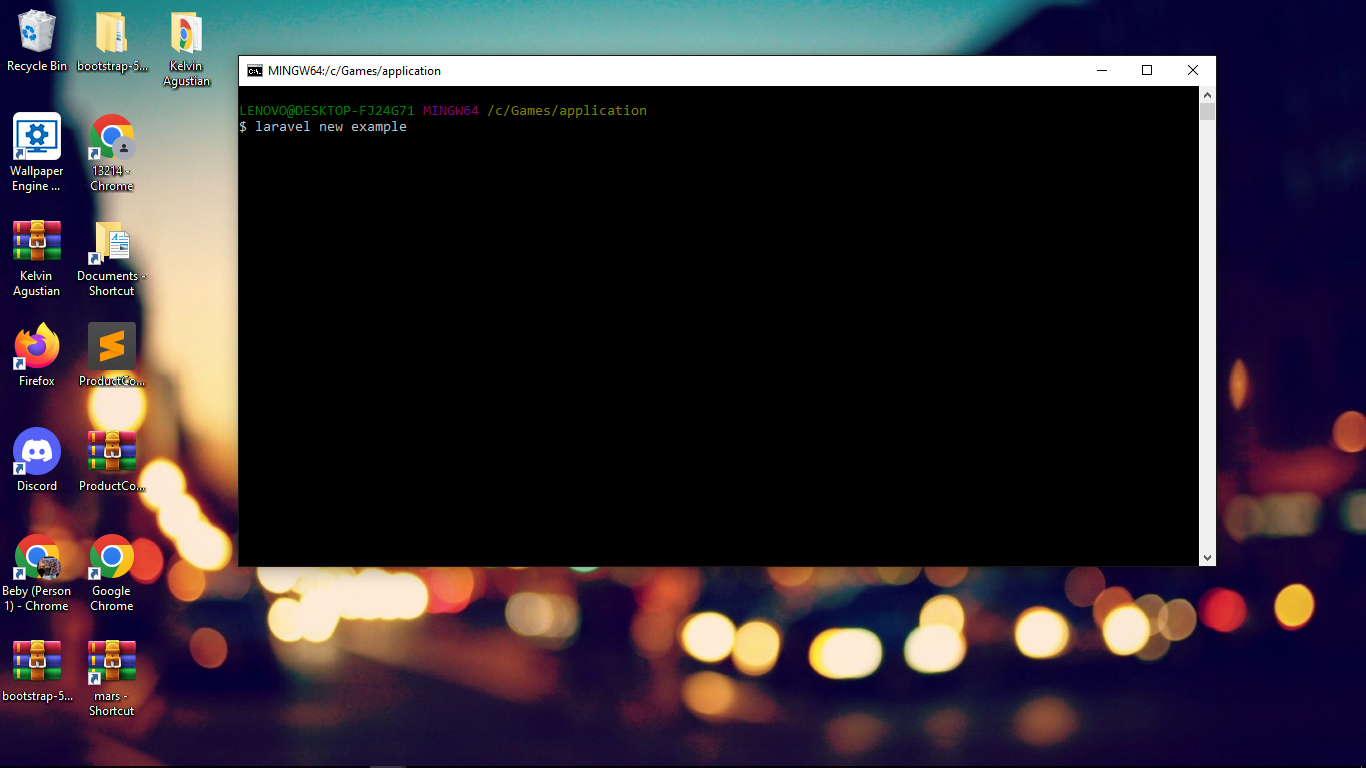 Recycle Bin
bootstrap-5...
Kelvin
Agustian
Wallpaper
Engine ...
13214 -
Chrome
Kelvin
Agustian
Documents -
Shortcut
Firefox
ProductCo...
Discord
ProductCo...
Beby (Person
1) - Chrome
Google
Chrome
bootstrap-5...
mars -
Shortcut
MINGW64:/c/Games/application
LENOVO@DESKTOP-FJ24G71 MINGW64 /c/Games/application
$ laravel new example